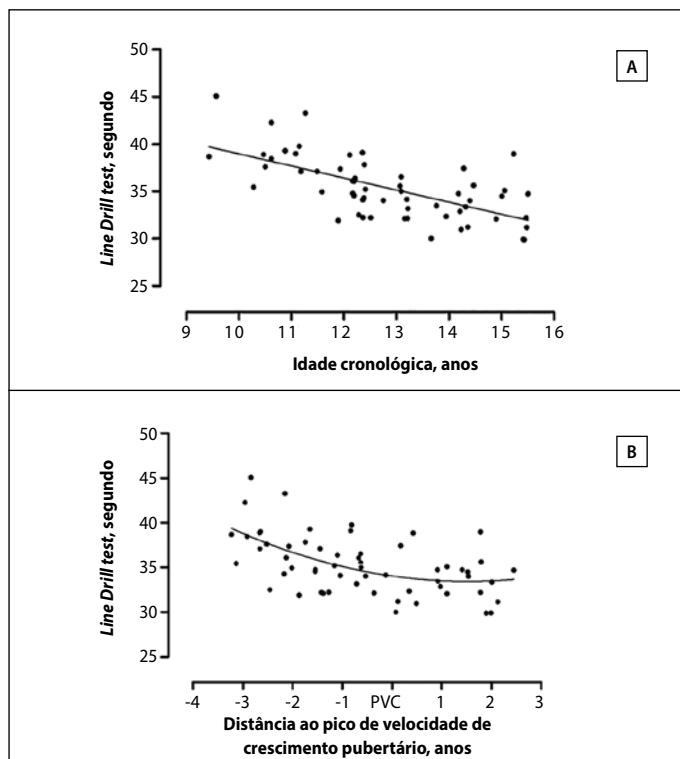 A
Line Drill test, segundo
50
45
40
35
30
25
9 10 11 12 13 14 15 16
Idade cronológica, anos
B
Line Drill test, segundo
50
45
40
35
30
25
-4 -3 -2 -1 PVC 1 2 3
Distância ao pico de velocidade de
crescimento pubertário, anos